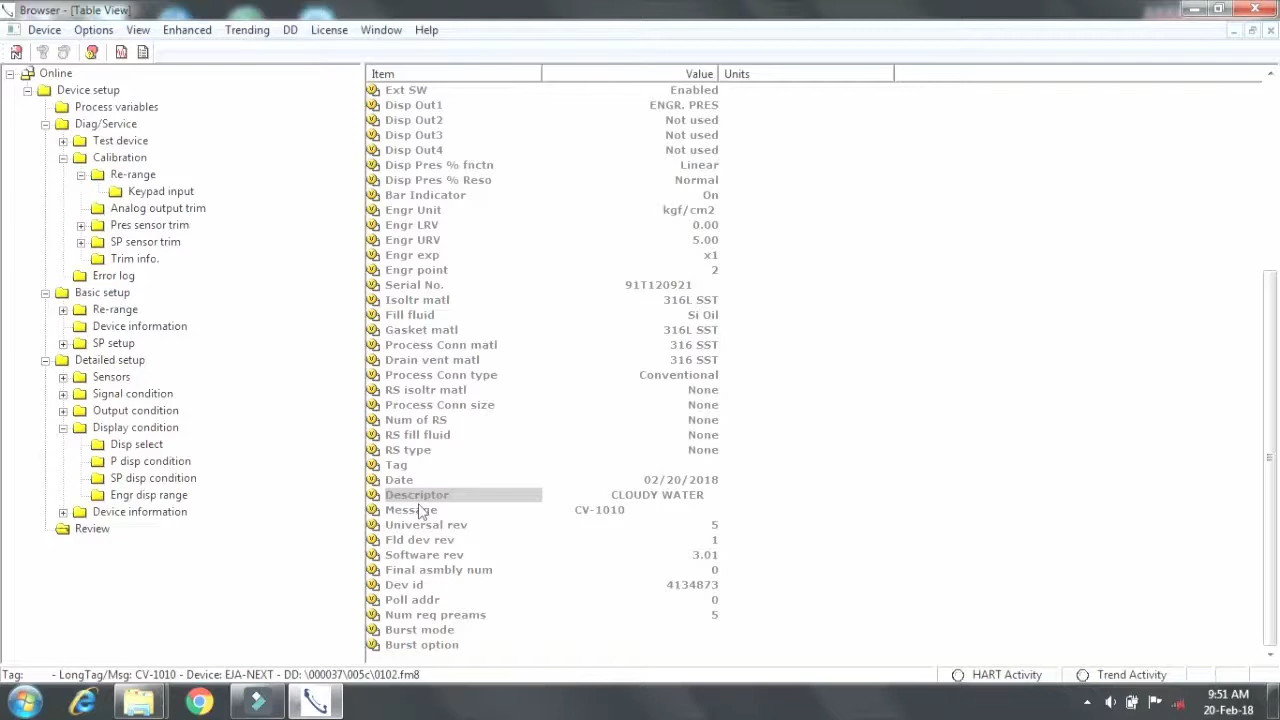 Browser - [Table View]
Device Options View Enhanced Trending DD License Window Help
Online
Device setup
Process variables
Diag/Service
Test device
Calibration
Re-range
Keypad input
Analog output trim
Pres sensor trim
SP sensor trim
Trim info.
Error log
Basic setup
Re-range
Device information
SP setup
Detailed setup
Sensors
Signal condition
Output condition
Display condition
Disp select
P disp condition
SP disp condition
Engr disp range
Device information
Review
Item Value Units
Ext SW Enabled
Disp Out1 ENGR. PRES
Disp Out2 Not used
Disp Out3 Not used
Disp Out4 Not used
Disp Pres % fnctn Linear
Disp Pres % Reso Normal
Bar Indicator On
Engr Unit kgf/cm2
Engr LRV 0.00
Engr URV 5.00
Engr exp x1
Engr point 2
Serial No. 91T120921
Isoltr matl 316L SST
Fill fluid Si Oil
Gasket matl 316L SST
Process Conn matl 316 SST
Drain vent matl 316 SST
Process Conn type Conventional
RS isoltr matl None
Process Conn size None
Num of RS None
RS fill fluid None
RS type None
Tag
Date 02/20/2018
Descriptor CLOUDY WATER
Message CV-1010
Universal rev 5
Fld dev rev 1
Software rev 3.01
Final asmbly num 0
Dev id 4134873
Poll addr 0
Num req preams 5
Burst mode
Burst option
Tag: - LongTag/Msg: CV-1010 - Device: EJA-NEXT - DD: \000037\005c\0102.fm8 HART Activity Trend Activity
9:51 AM
20-Feb-18